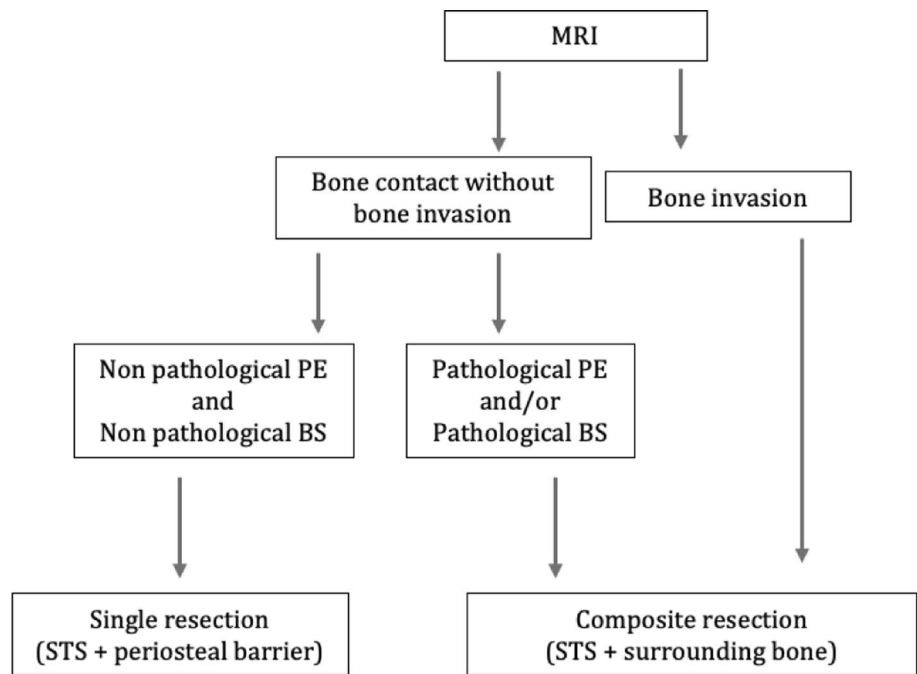 MRI
Bone contact without
bone invasion
Bone invasion
Non pathological PE
and
Non pathological BS
Pathological PE
and/or
Pathological BS
Single resection
(STS + periosteal barrier)
Composite resection
(STS + surrounding bone)